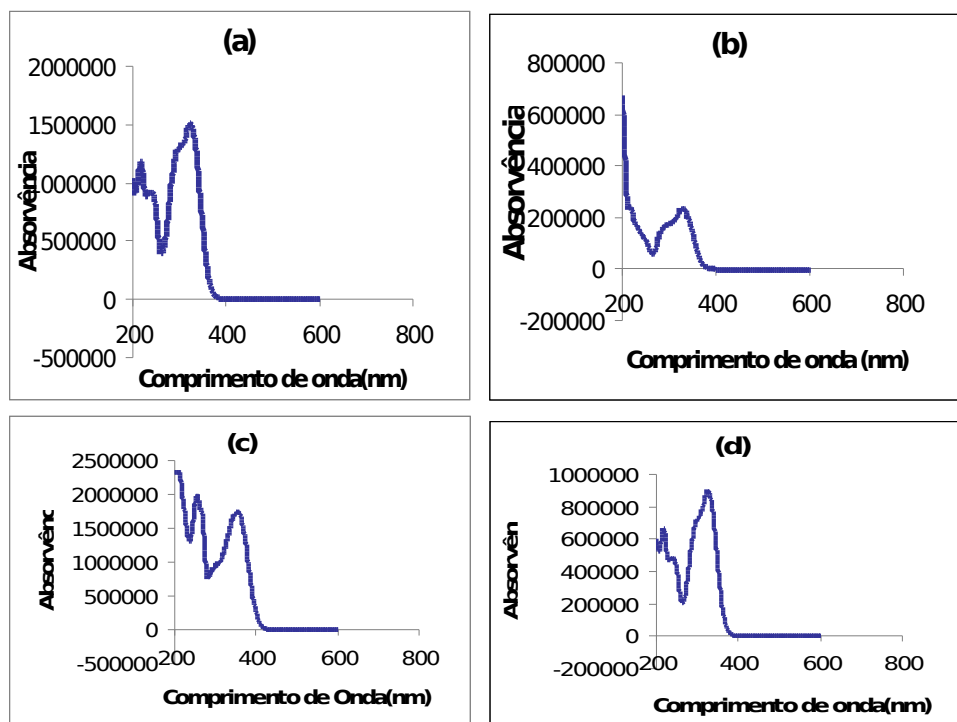 (a)
2000000
1500000
1000000
500000
0
-500000
200 400 600 800
Absorvência
Comprimento de onda(nm)
(b)
800000
600000
400000
200000
0
-200000
200 400 600 800
Absorvência
Comprimento de onda (nm)
(c)
2500000
2000000
1500000
1000000
500000
0
-500000
200 400 600 800
Absorvênc
Comprimento de Onda(nm)
(d)
1000000
800000
600000
400000
200000
0
-200000
200 400 600 800
Absorvên
Comprimento de onda(nm)